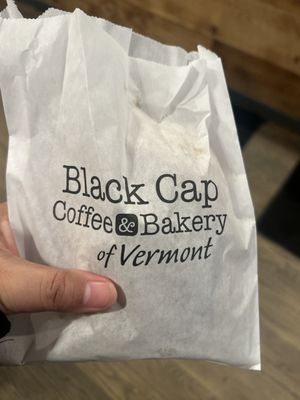 Black Cap
Coffee & Bakery
of Vermont